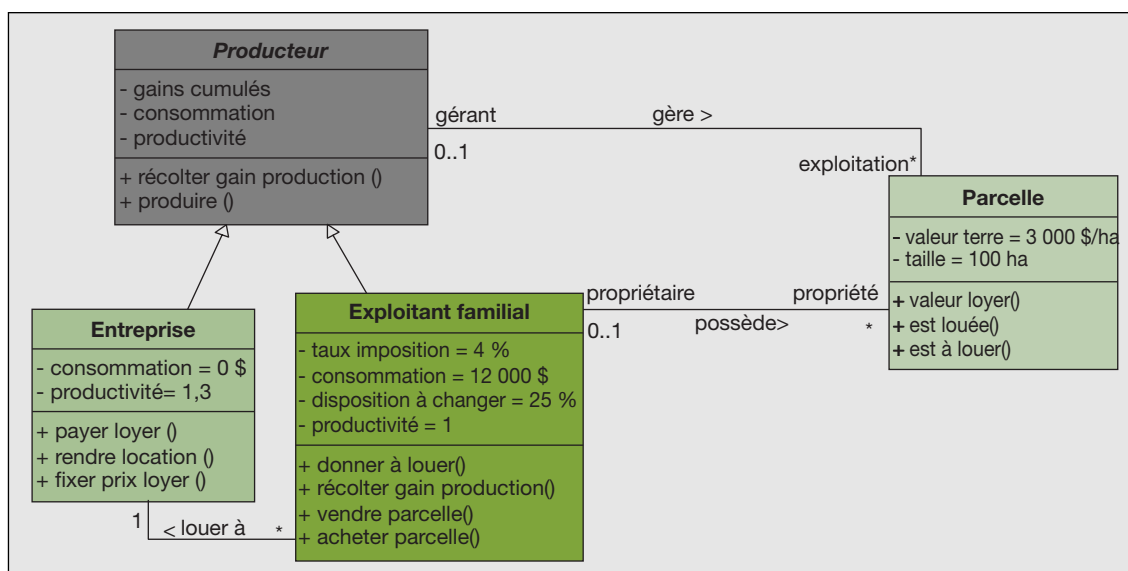 Producteur
- gains cumulés
- consommation
- productivité
+ récolter gain production ()
+ produire ()
gérant
gère >
0..1
exploitation*
Parcelle
- valeur terre = 3 000 $/ha
- taille = 100 ha
+ valeur loyer()
+ est louée()
+ est à louer()
propriétaire
propriété
0..1
possède>
*
Entreprise
- consommation = 0 $
- productivité= 1,3
+ payer loyer ()
+ rendre location ()
+ fixer prix loyer ()
Exploitant familial
- taux imposition = 4 %
- consommation = 12 000 $
- disposition à changer = 25 %
- productivité = 1
+ donner à louer()
+ récolter gain production()
+ vendre parcelle()
+ acheter parcelle()
1
< louer à
*